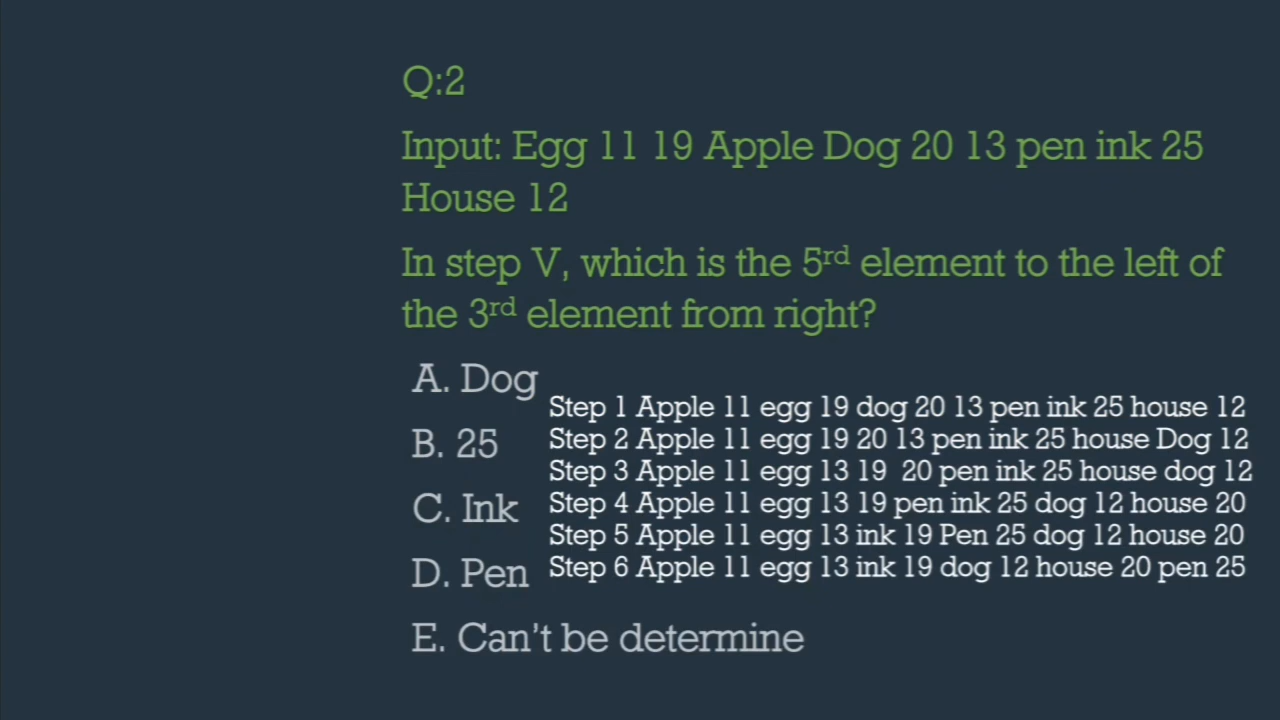 Q:2
Input: Egg 11 19 Apple Dog 20 13 pen ink 25
House 12
In step V, which is the 5rd element to the left of
the 3rd element from right?
A. Dog
Step 1 Apple 11 egg 19 dog 20 13 pen ink 25 house 12
B. 25
Step 2 Apple 11 egg 19 20 13 pen ink 25 house Dog 12
Step 3 Apple 11 egg 13 19 20 pen ink 25 house dog 12
C. Ink
Step 4 Apple 11 egg 13 19 pen ink 25 dog 12 house 20
Step 5 Apple 11 egg 13 ink 19 Pen 25 dog 12 house 20
D. Pen
Step 6 Apple 11 egg 13 ink 19 dog 12 house 20 pen 25
E. Can't be determine